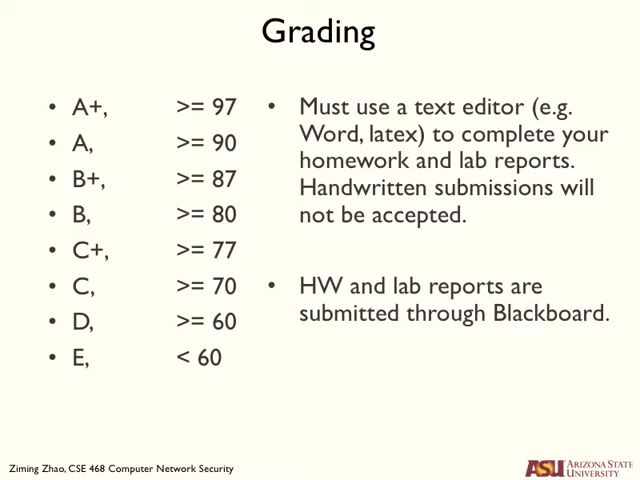 Grading
• A+, >= 97
• A, >= 90
• B+, >= 87
• B, >= 80
• C+, >= 77
• C, >= 70
• D, >= 60
• E, < 60
• Must use a text editor (e.g.
Word, latex) to complete your
homework and lab reports.
Handwritten submissions will
not be accepted.
• HW and lab reports are
submitted through Blackboard.
Ziming Zhao, CSE 468 Computer Network Security
ASU ARIZONA STATE
UNIVERSITY